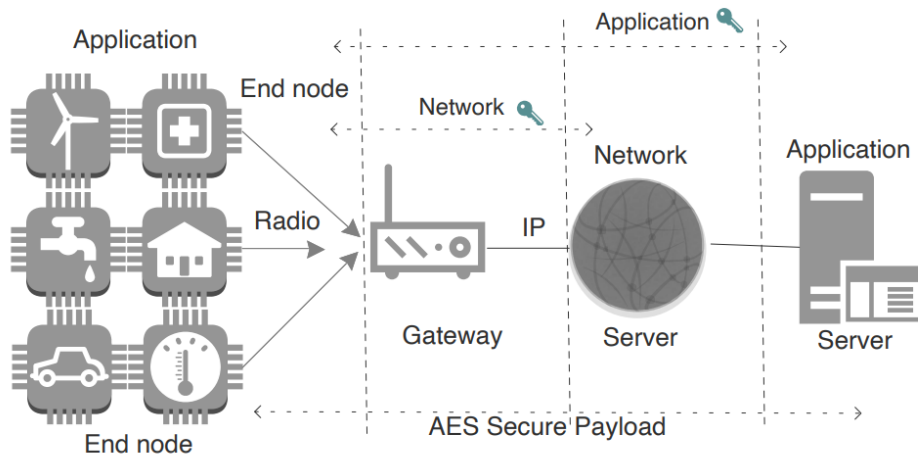 Application
Application
End node
Network
Network
Application
Radio
IP
Gateway
Server
Server
AES Secure Payload
End node